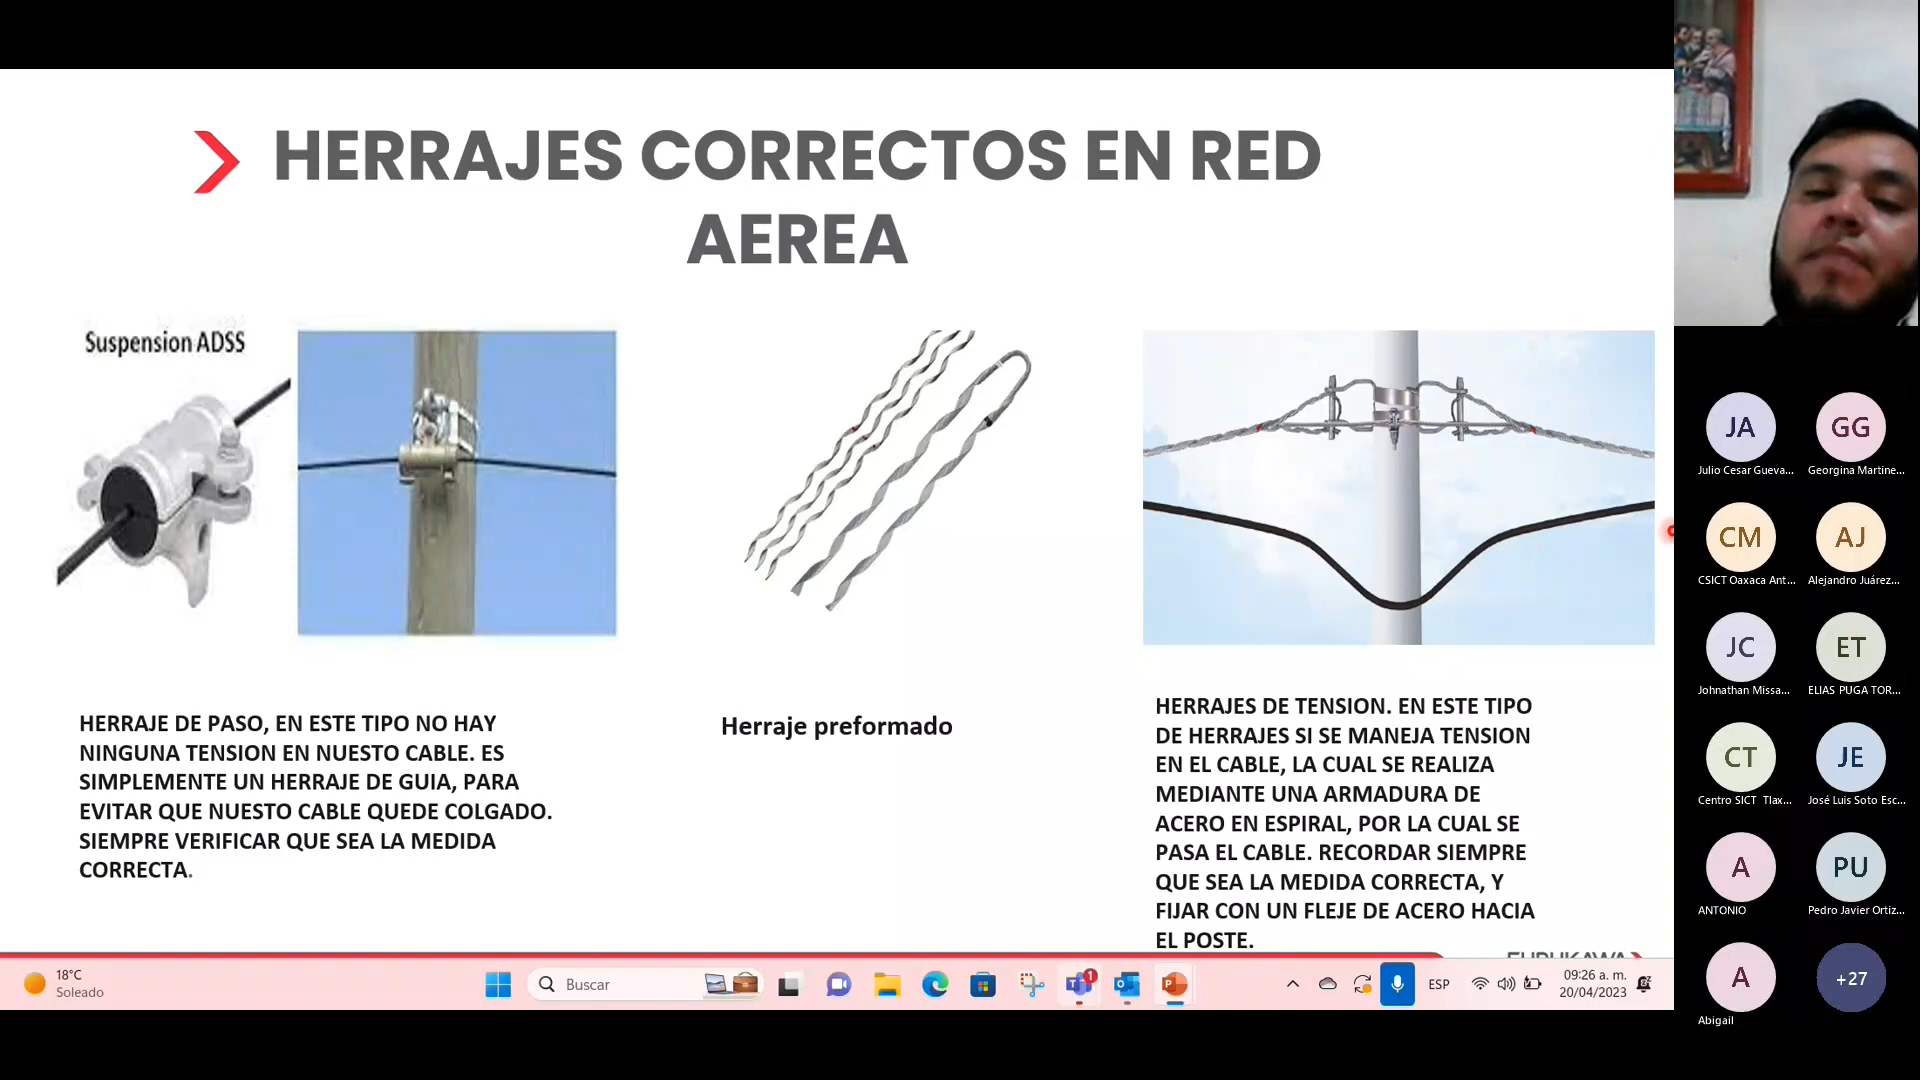 HERRAJES CORRECTOS EN RED
AEREA
Suspension ADSS
HERRAJE DE PASO, EN ESTE TIPO NO HAY
NINGUNA TENSION EN NUESTO CABLE. ES
SIMPLEMENTE UN HERRAJE DE GUIA, PARA
EVITAR QUE NUESTO CABLE QUEDE COLGADO.
SIEMPRE VERIFICAR QUE SEA LA MEDIDA
CORRECTA.
Herraje preformado
HERRAJES DE TENSION. EN ESTE TIPO
DE HERRAJES SI SE MANEJA TENSION
EN EL CABLE, LA CUAL SE REALIZA
MEDIANTE UNA ARMADURA DE
ACERO EN ESPIRAL, POR LA CUAL SE
PASA EL CABLE. RECORDAR SIEMPRE
QUE SEA LA MEDIDA CORRECTA, Y
FIJAR CON UN FLEJE DE ACERO HACIA
EL POSTE.
FURUKAWA
18°C
Soleado
Buscar
1
ESP
09:26 a. m.
20/04/2023
JA
Julio Cesar Gueva...
GG
Georgina Martine...
CM
CSICT Oaxaca Ant...
AJ
Alejandro Juárez...
JC
Johnathan Missa...
ET
ELIAS PUGA TOR...
CT
Centro SICT Tlax...
JE
José Luis Soto Esc...
A
ANTONIO
PU
Pedro Javier Ortiz...
A
Abigail
+27